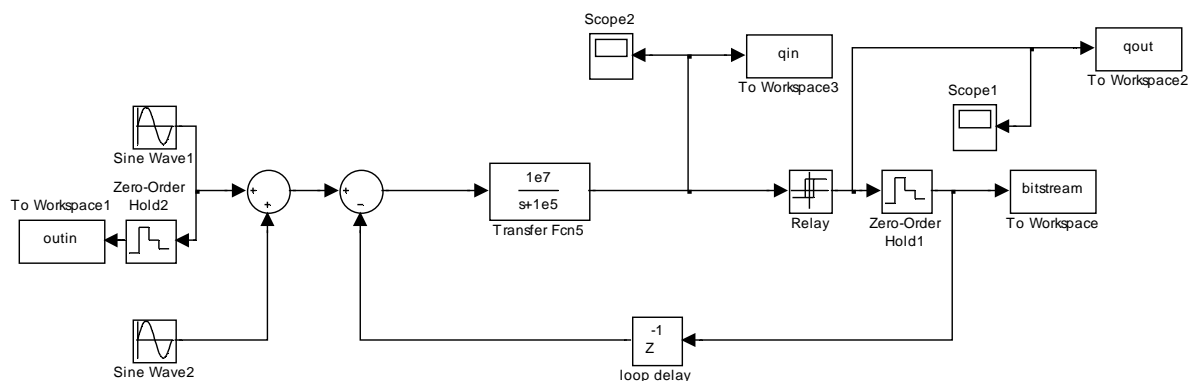 Scope2
qin
To Workspace3
qout
To Workspace2
Scope1
Sine Wave1
Zero-Order
Hold2
To Workspace1
outin
+
+
+
−
1e7
s+1e5
Transfer Fcn5
Relay
Zero-Order
Hold1
bitstream
To Workspace
Sine Wave2
-1
Z
loop delay